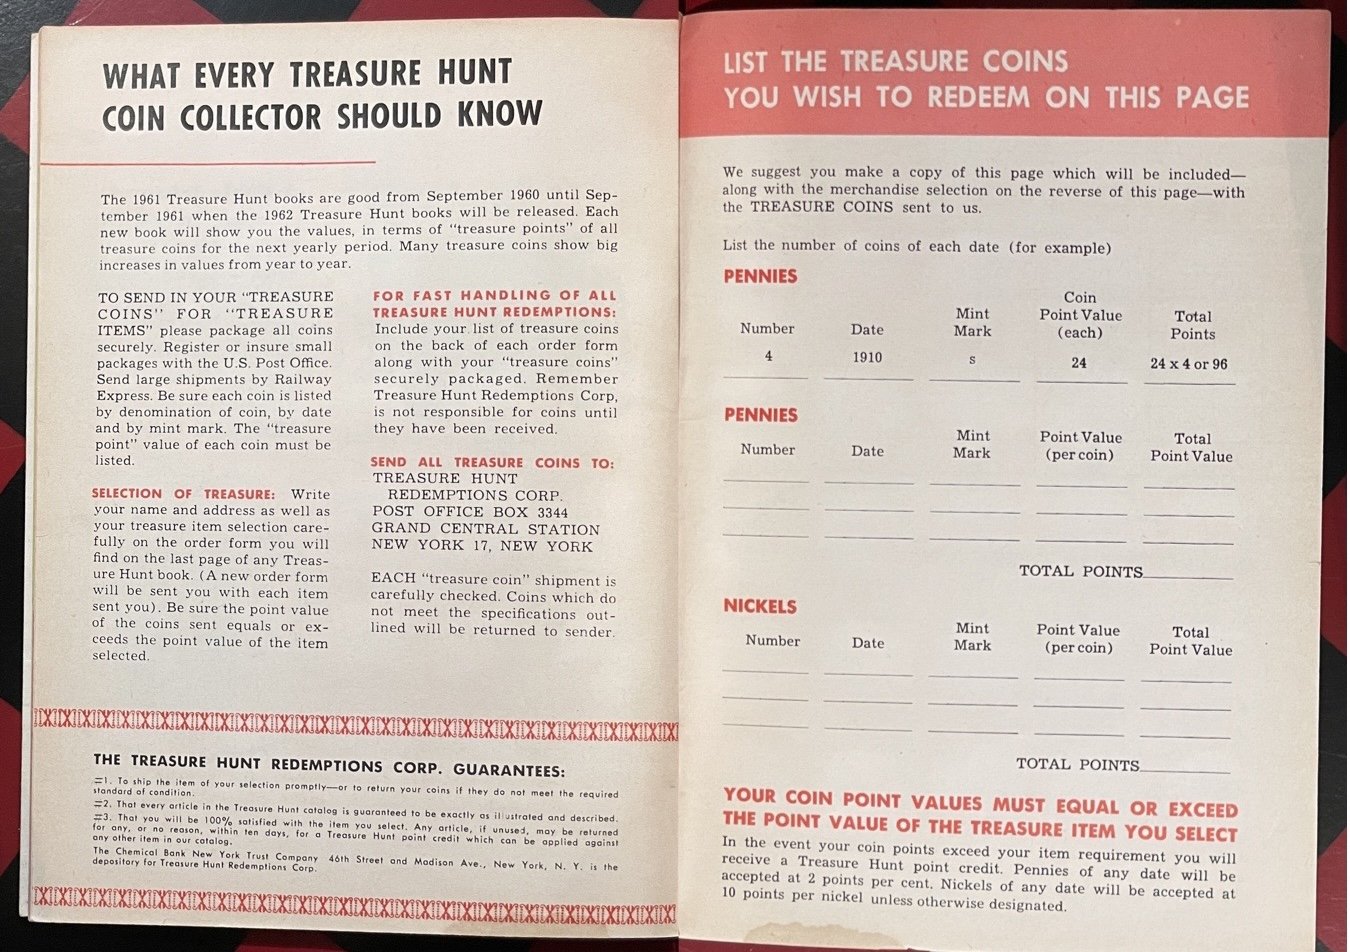 WHAT EVERY TREASURE HUNT
COIN COLLECTOR SHOULD KNOW
The 1961 Treasure Hunt books are good from September 1960 until Sep-
tember 1961 when the 1962 Treasure Hunt books will be released. Each
new book will show you the values, in terms of "treasure points" of all
treasure coins for the next yearly period. Many treasure coins show big
increases in values from year to year.
TO SEND IN YOUR "TREASURE
COINS" FOR "TREASURE
ITEMS" please package all coins
securely. Register or insure small
packages with the U.S. Post Office.
Send large shipments by Railway
Express. Be sure each coin is listed
by denomination of coin, by date
and by mint mark. The "treasure
point" value of each coin must be
listed.
SELECTION OF TREASURE: Write
your name and address as well as
your treasure item selection care-
fully on the order form you will
find on the last page of any Treas-
ure Hunt book. (A new order form
will be sent you with each item
sent you). Be sure the point value
of the coins sent equals or ex-
ceeds the point value of the item
selected.
FOR FAST HANDLING OF ALL
TREASURE HUNT REDEMPTIONS:
Include your list of treasure coins
on the back of each order form
along with your "treasure coins"
securely packaged. Remember
Treasure Hunt Redemptions Corp,
is not responsible for coins until
they have been received.
SEND ALL TREASURE COINS TO:
TREASURE HUNT
REDEMPTIONS CORP.
POST OFFICE BOX 3344
GRAND CENTRAL STATION
NEW YORK 17, NEW YORK
EACH "treasure coin" shipment is
carefully checked. Coins which do
not meet the specifications out-
lined will be returned to sender.
THE TREASURE HUNT REDEMPTIONS CORP. GUARANTEES:
#1. To ship the item of your selection promptly—or to return your coins if they do not meet the required
standard of condition.
#2. That every article in the Treasure Hunt catalog is guaranteed to be exactly as illustrated and described.
#3. That you will be 100% satisfied with the item you select. Any article, if unused, may be returned
for any, or no reason, within ten days, for a Treasure Hunt point credit which can be applied against
any other item in our catalog.
The Chemical Bank New York Trust Company 46th Street and Madison Ave., New York, N. Y. is the
depository for Treasure Hunt Redemptions Corp.
LIST THE TREASURE COINS
YOU WISH TO REDEEM ON THIS PAGE
We suggest you make a copy of this page which will be included—
along with the merchandise selection on the reverse of this page—with
the TREASURE COINS sent to us.
List the number of coins of each date (for example)
PENNIES
Number Date Mint Mark Coin Point Value (each) Total Points
4 1910 s 24 24 x 4 or 96
PENNIES
Number Date Mint Mark Point Value (per coin) Total Point Value
TOTAL POINTS
NICKELS
Number Date Mint Mark Point Value (per coin) Total Point Value
TOTAL POINTS
YOUR COIN POINT VALUES MUST EQUAL OR EXCEED
THE POINT VALUE OF THE TREASURE ITEM YOU SELECT
In the event your coin points exceed your item requirement you will
receive a Treasure Hunt point credit. Pennies of any date will be
accepted at 2 points per cent. Nickels of any date will be accepted at
10 points per nickel unless otherwise designated.